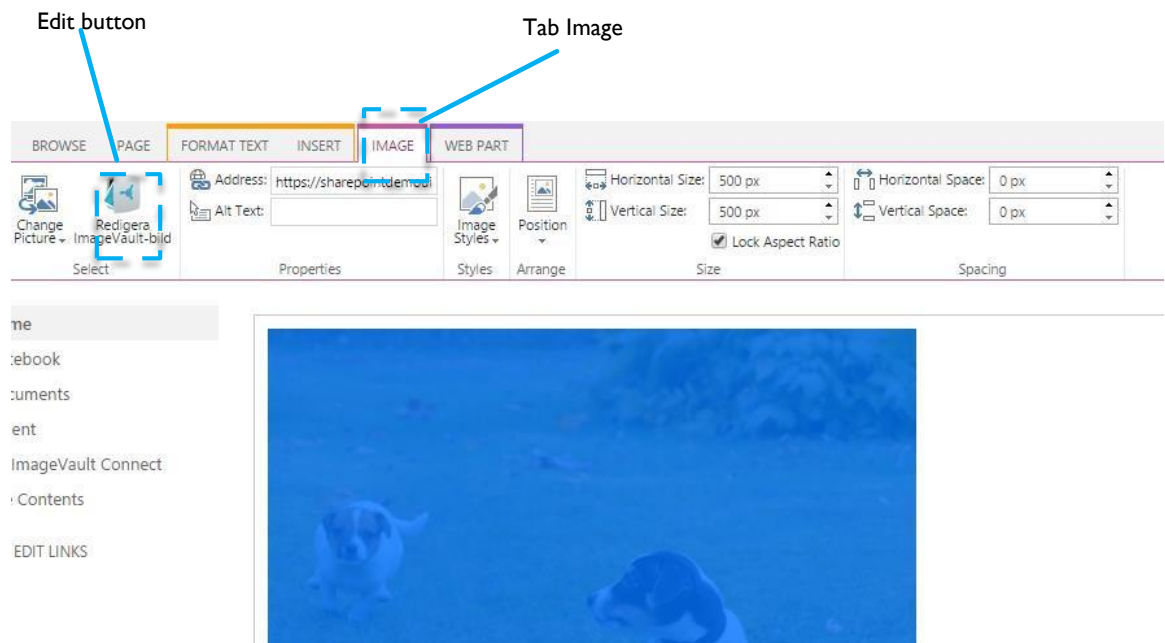 Edit button
Tab Image
BROWSE PAGE FORMAT TEXT INSERT IMAGE WEB PART
Address: https://sharepointdemo
Horizontal Size: 500 px
Horizontal Space: 0 px
Alt Text:
Vertical Size: 500 px
Vertical Space: 0 px
Change
Picture
Redigera
ImageVault-bild
Image
Styles
Position
Lock Aspect Ratio
Select Properties Styles Arrange Size Spacing
me
tebook
cuments
ent
ImageVault Connect
Contents
EDIT LINKS